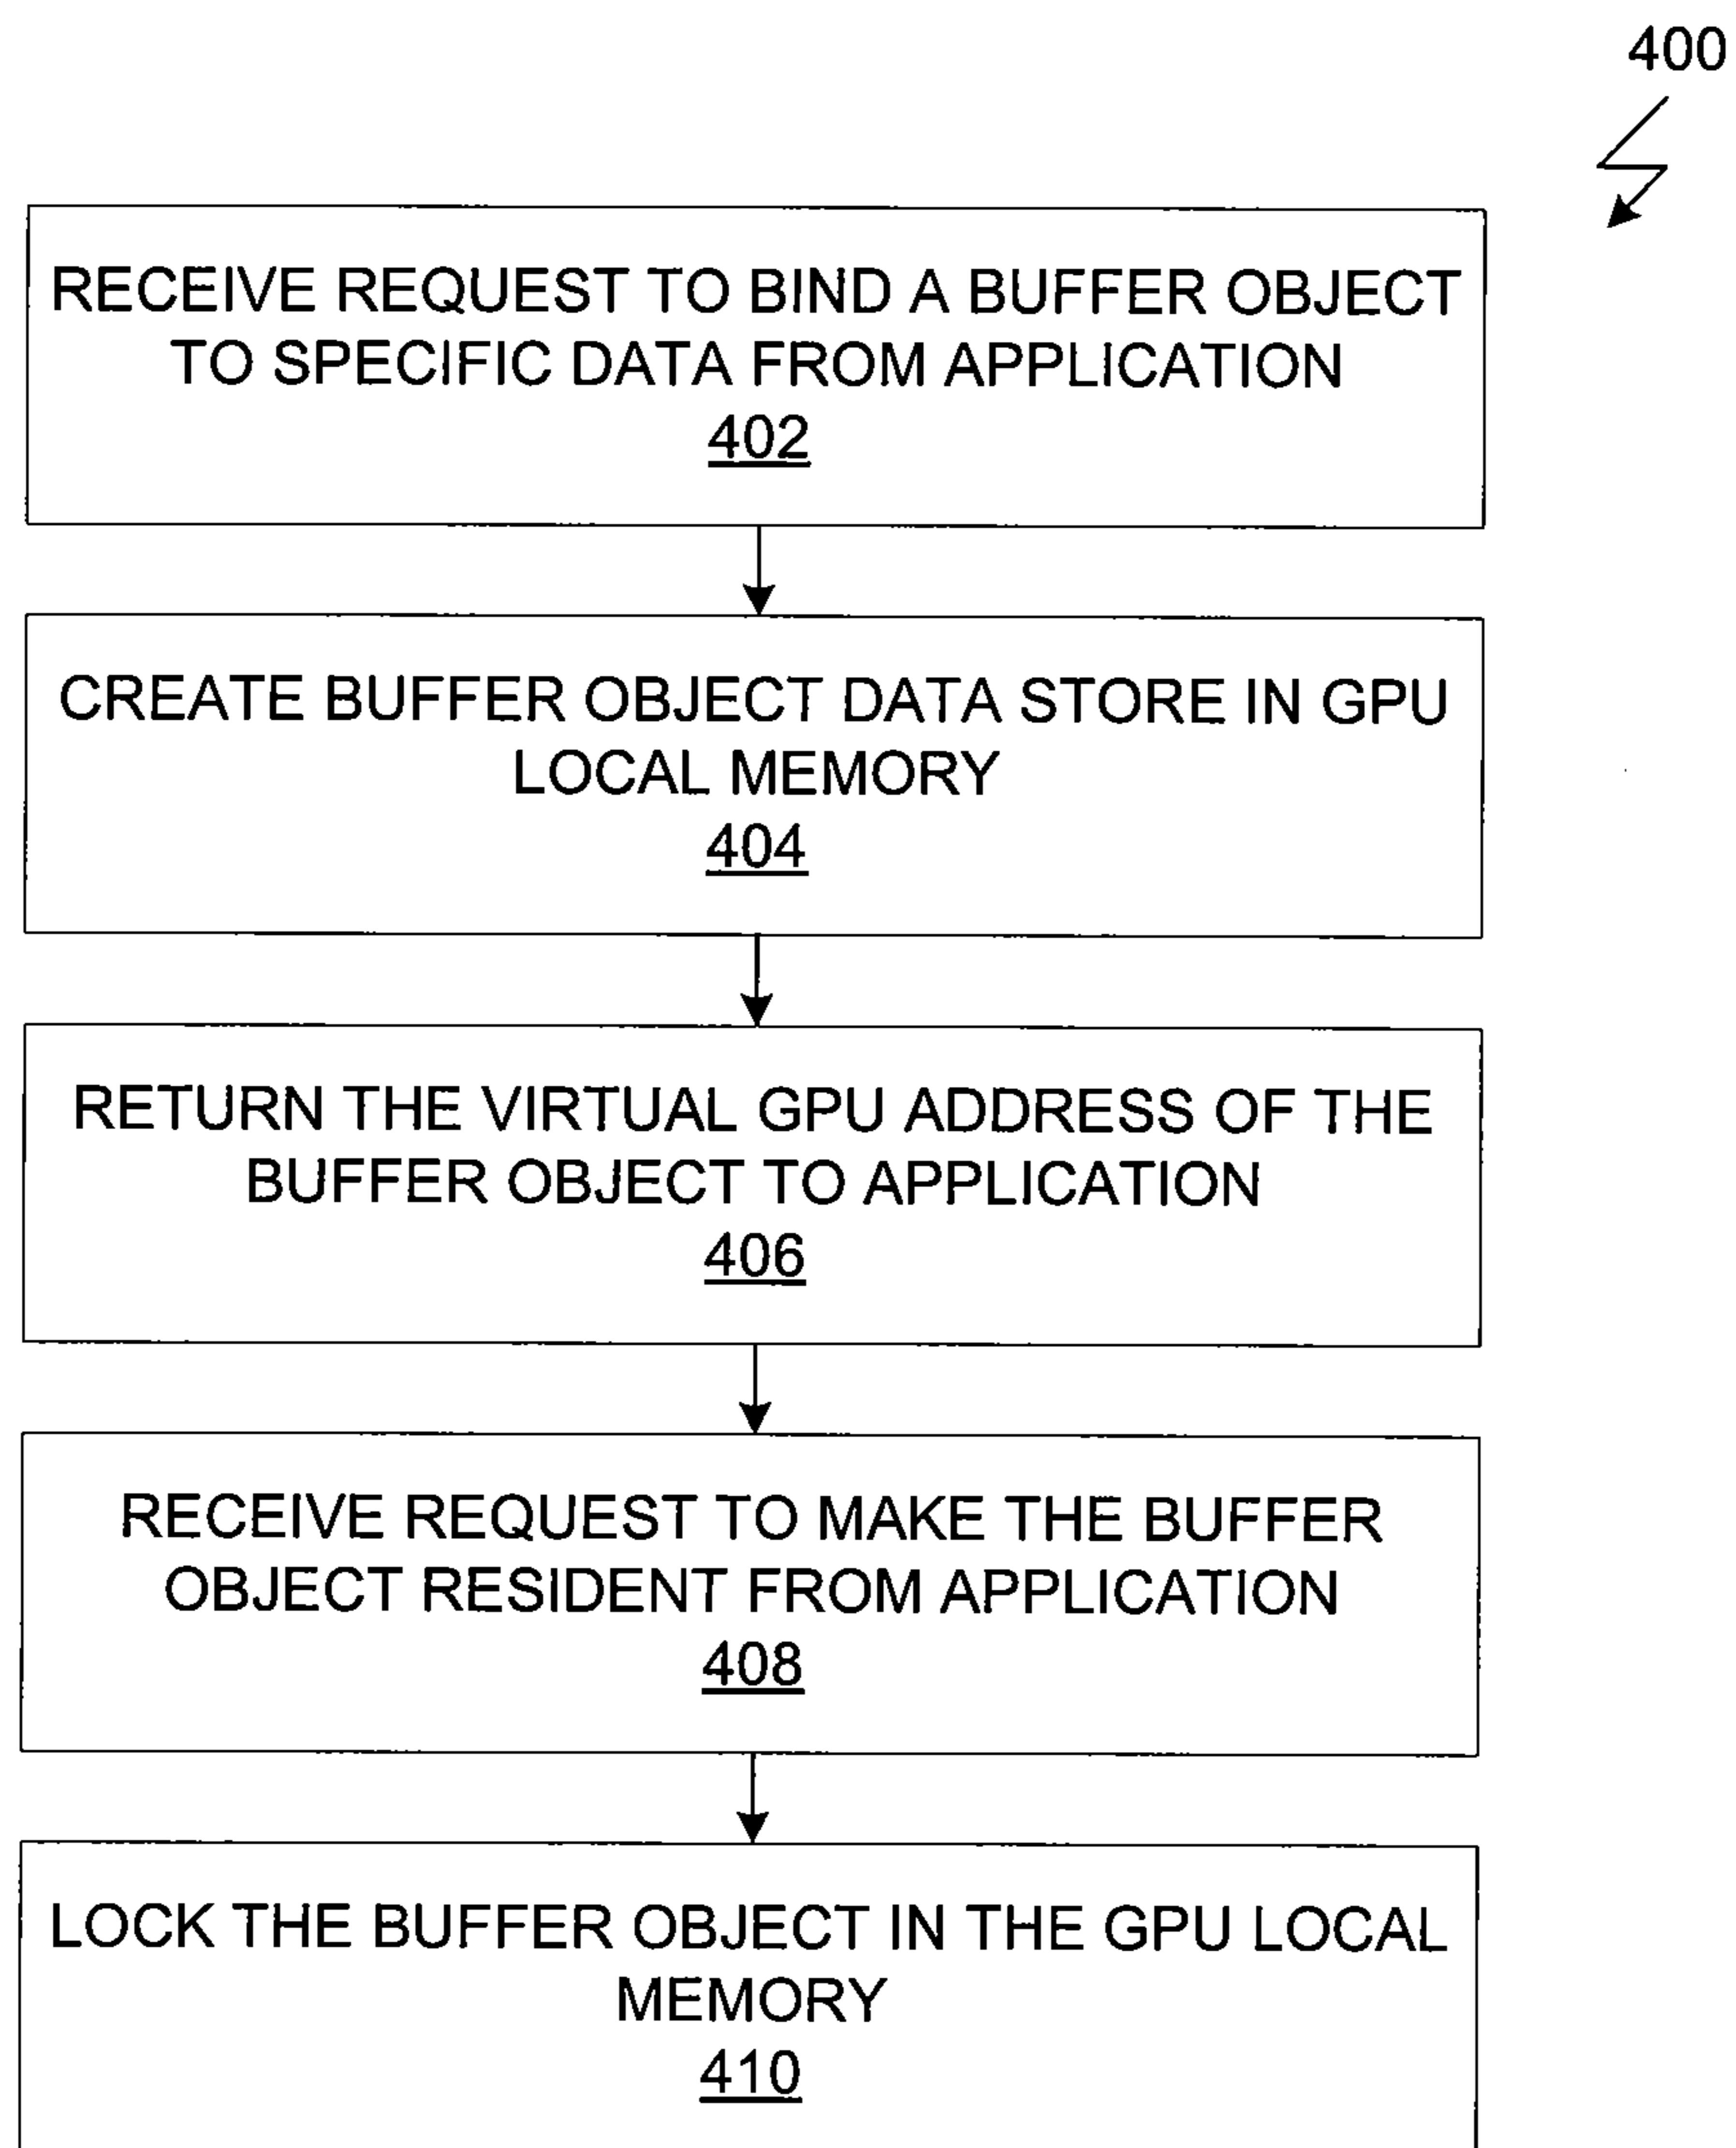 400
RECEIVE REQUEST TO BIND A BUFFER OBJECT
TO SPECIFIC DATA FROM APPLICATION
402
CREATE BUFFER OBJECT DATA STORE IN GPU
LOCAL MEMORY
404
RETURN THE VIRTUAL GPU ADDRESS OF THE
BUFFER OBJECT TO APPLICATION
406
RECEIVE REQUEST TO MAKE THE BUFFER
OBJECT RESIDENT FROM APPLICATION
408
LOCK THE BUFFER OBJECT IN THE GPU LOCAL
MEMORY
410